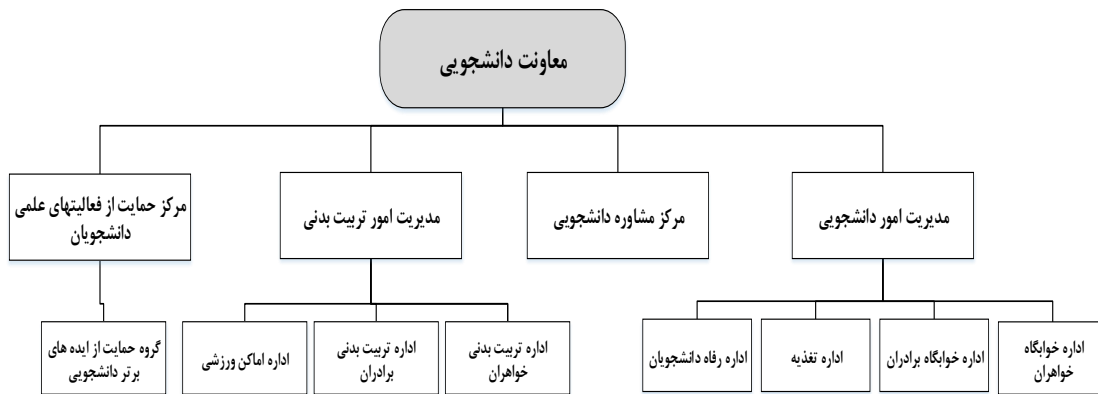 معاونت دانشجویی
مدیریت امور دانشجویی
مرکز مشاوره دانشجویی
مدیریت امور تربیت بدنی
مرکز حمایت از فعالیتهای علمی
دانشجویان
اداره خوابگاه
خواهران
اداره خوابگاه برادران
اداره تغذیه
اداره رفاه دانشجویان
اداره تربیت بدنی
خواهران
اداره تربیت بدنی
برادران
اداره اماکن ورزشی
گروه حمایت از ایده های
برتر دانشجویی